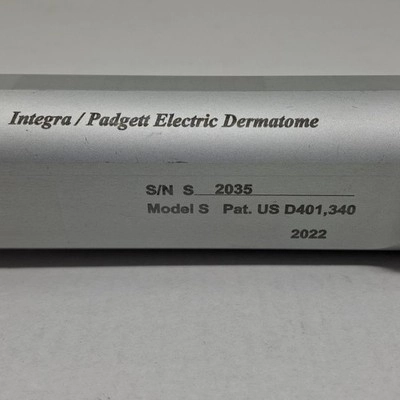 Integra / Padgett Electric Dermatome
S/N S 2035
Model S Pat. US D401,340
2022